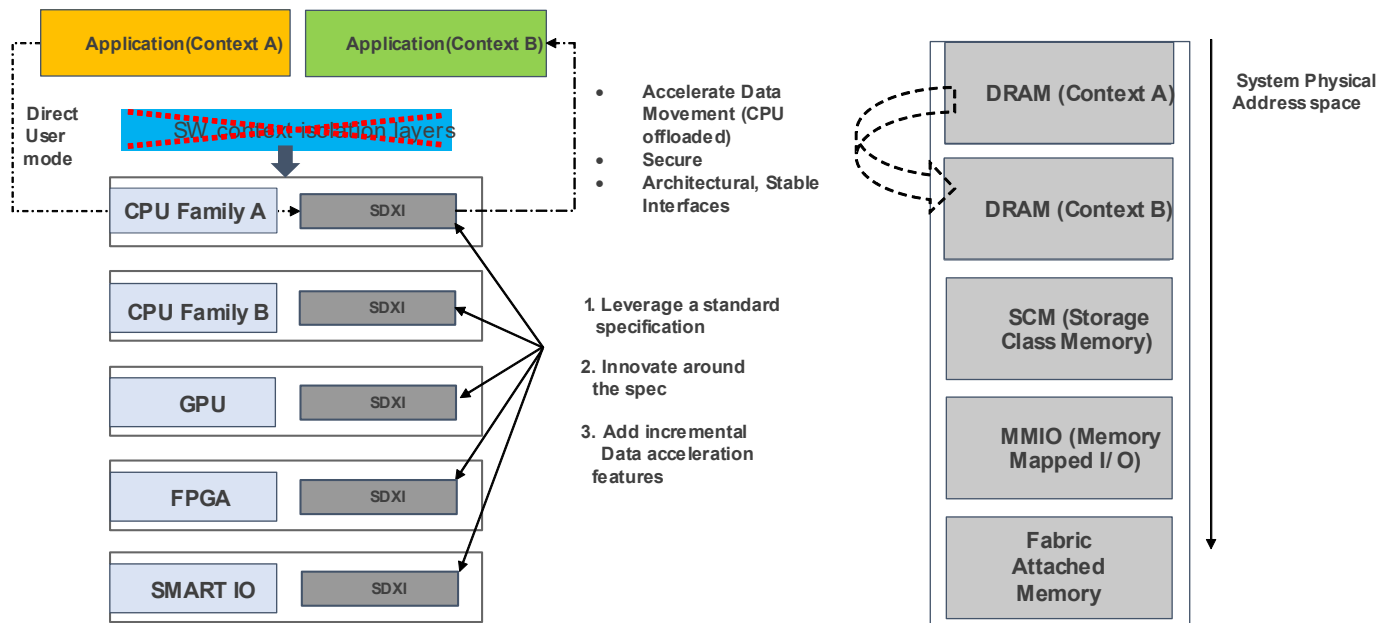 Application(Context A)
Application(Context B)
Direct
User
mode
SW context isolation layers
CPU Family A
SDXI
CPU Family B
SDXI
GPU
SDXI
FPGA
SDXI
SMART IO
SDXI
• Accelerate Data
Movement (CPU
offloaded)
• Secure
• Architectural, Stable
Interfaces
1. Leverage a standard
specification
2. Innovate around
the spec
3. Add incremental
Data acceleration
features
DRAM (Context A)
DRAM (Context B)
SCM (Storage
Class Memory)
MMIO (Memory
Mapped I/ O)
Fabric
Attached
Memory
System Physical
Address space